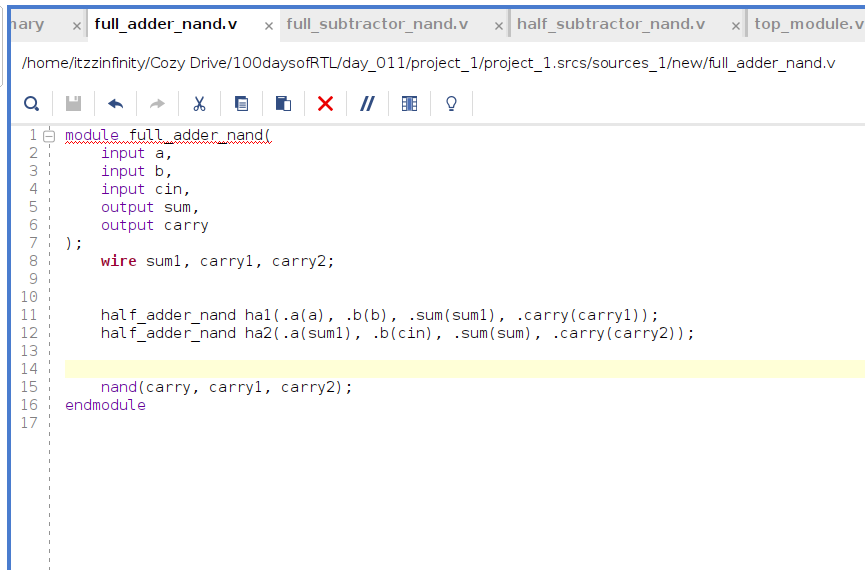 nary × full_adder_nand.v × full_subtractor_nand.v × half_subtractor_nand.v × top_module.v
/home/itzzinfinity/Cozy Drive/100daysofRTL/day_011/project_1/project_1.srcs/sources_1/new/full_adder_nand.v
1 module full_adder_nand(
2     input a,
3     input b,
4     input cin,
5     output sum,
6     output carry
7 );
8     wire sum1, carry1, carry2;
9
10
11     half_adder_nand ha1(.a(a), .b(b), .sum(sum1), .carry(carry1));
12     half_adder_nand ha2(.a(sum1), .b(cin), .sum(sum), .carry(carry2));
13
14
15     nand(carry, carry1, carry2);
16 endmodule
17